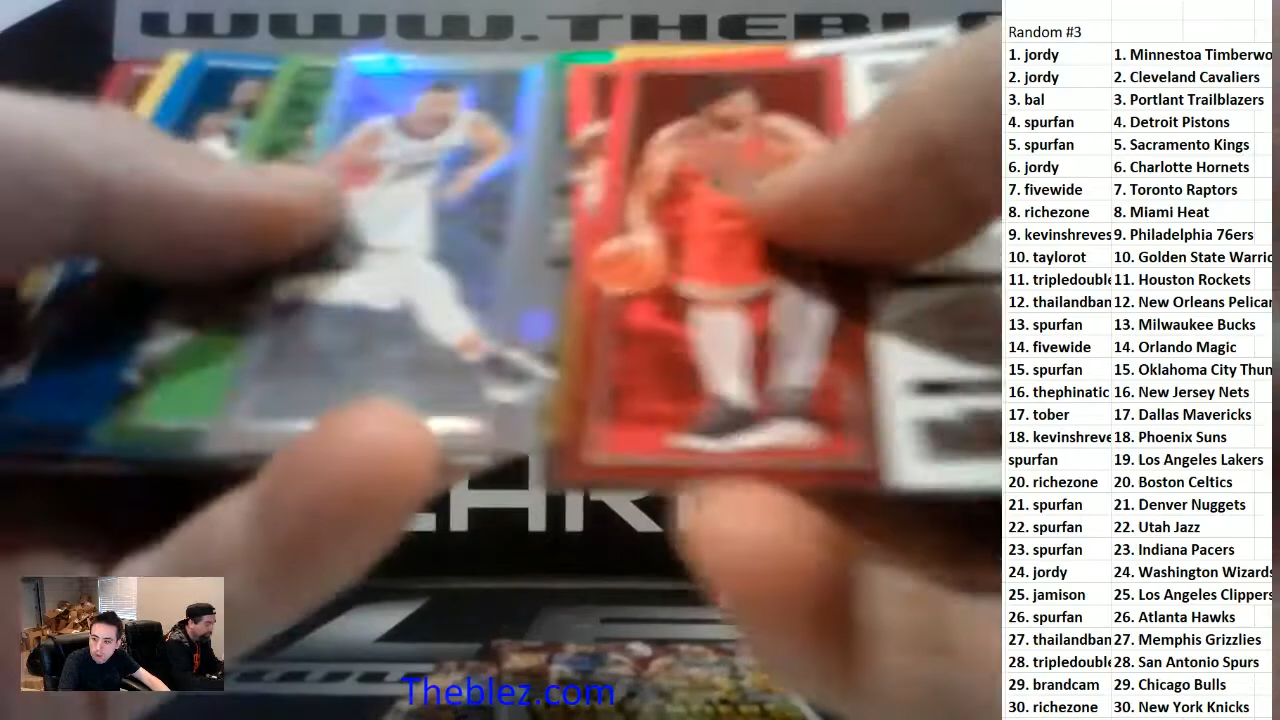 WWW.THEBL
Random #3
1. jordy 1. Minnestoa Timberwo
2. jordy 2. Cleveland Cavaliers
3. bal 3. Portlant Trailblazers
4. spurfan 4. Detroit Pistons
5. spurfan 5. Sacramento Kings
6. jordy 6. Charlotte Hornets
7. fivewide 7. Toronto Raptors
8. richezone 8. Miami Heat
9. kevinshreves 9. Philadelphia 76ers
10. taylorot 10. Golden State Warrio
11. tripledouble 11. Houston Rockets
12. thailandban 12. New Orleans Pelican
13. spurfan 13. Milwaukee Bucks
14. fivewide 14. Orlando Magic
15. spurfan 15. Oklahoma City Thun
16. thephinatic 16. New Jersey Nets
17. tober 17. Dallas Mavericks
18. kevinshreve 18. Phoenix Suns
spurfan 19. Los Angeles Lakers
20. richezone 20. Boston Celtics
21. spurfan 21. Denver Nuggets
22. spurfan 22. Utah Jazz
23. spurfan 23. Indiana Pacers
24. jordy 24. Washington Wizards
25. jamison 25. Los Angeles Clippers
26. spurfan 26. Atlanta Hawks
27. thailandban 27. Memphis Grizzlies
28. tripledouble 28. San Antonio Spurs
29. brandcam 29. Chicago Bulls
30. richezone 30. New York Knicks
Theblez.com